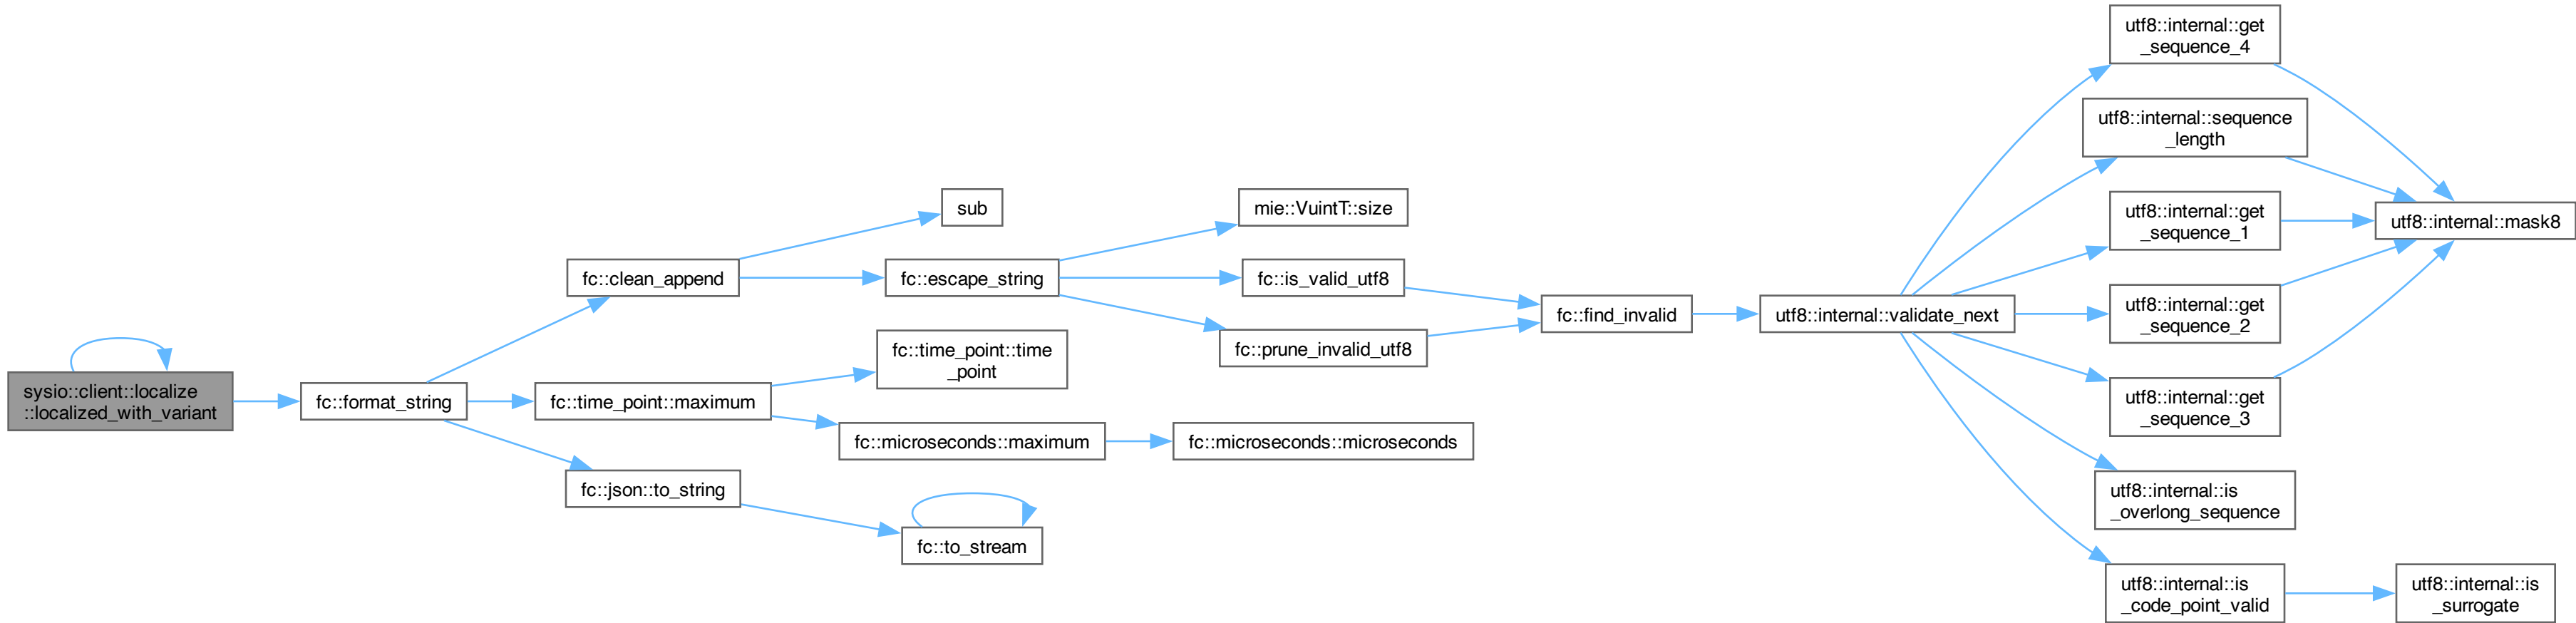 sysio::client::localize
::localized_with_variant
fc::format_string
fc::clean_append
sub
fc::escape_string
mie::VuintT::size
fc::is_valid_utf8
fc::prune_invalid_utf8
fc::find_invalid
utf8::internal::validate_next
utf8::internal::get
_sequence_4
utf8::internal::sequence
_length
utf8::internal::get
_sequence_1
utf8::internal::get
_sequence_2
utf8::internal::get
_sequence_3
utf8::internal::mask8
utf8::internal::is
_overlong_sequence
utf8::internal::is
_code_point_valid
utf8::internal::is
_surrogate
fc::time_point::maximum
fc::time_point::time
_point
fc::microseconds::maximum
fc::microseconds::microseconds
fc::json::to_string
fc::to_stream